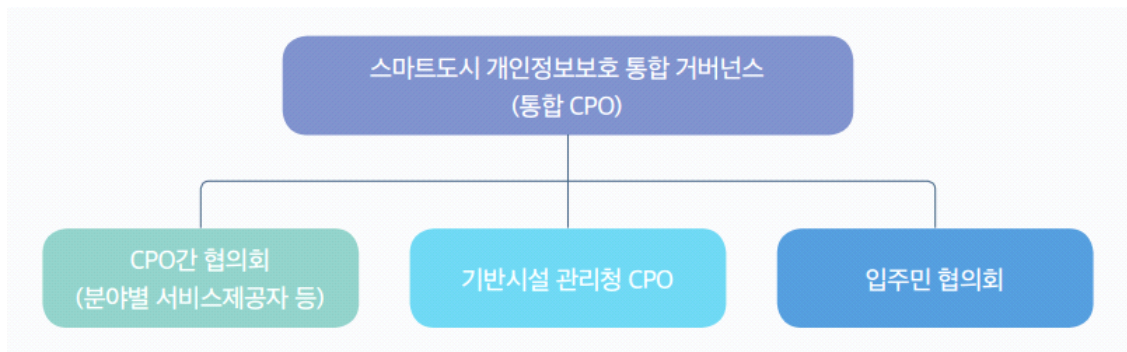 스마트도시 개인정보보호 통합 거버넌스
(통합 CPO)
CPO간 협의회
(분야별 서비스제공자 등)
기반시설 관리청 CPO
입주민 협의회